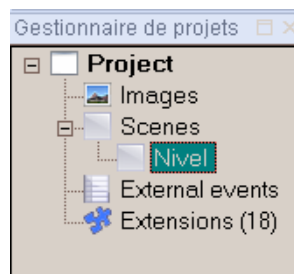 Gestionnaire de projets
Project
Images
Scenes
Nivel
External events
Extensions (18)